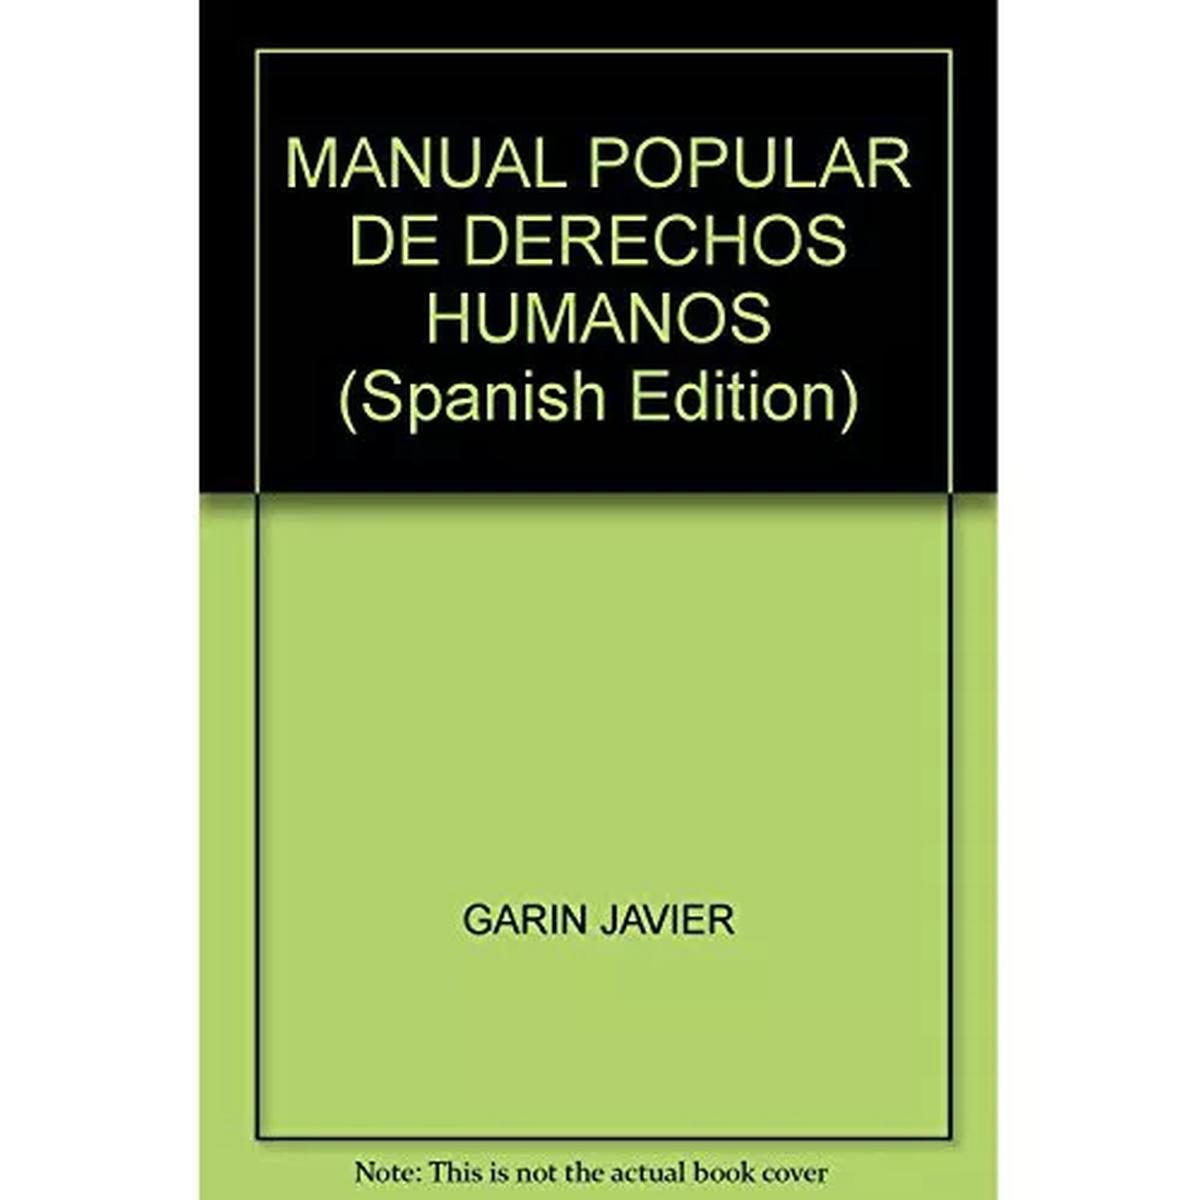 MANUAL POPULAR
DE DERECHOS
HUMANOS
(Spanish Edition)
GARIN JAVIER
Note: This is not the actual book cover